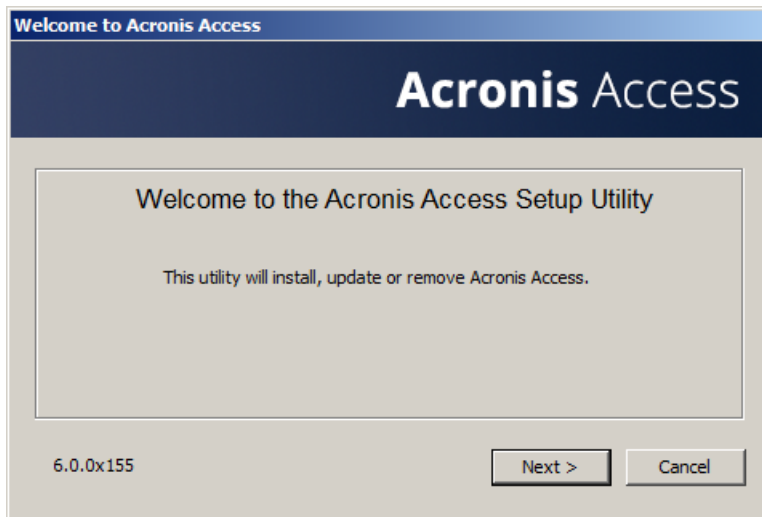 Welcome to Acronis Access
Acronis Access
Welcome to the Acronis Access Setup Utility
This utility will install, update or remove Acronis Access.
6.0.0x155
Next >
Cancel